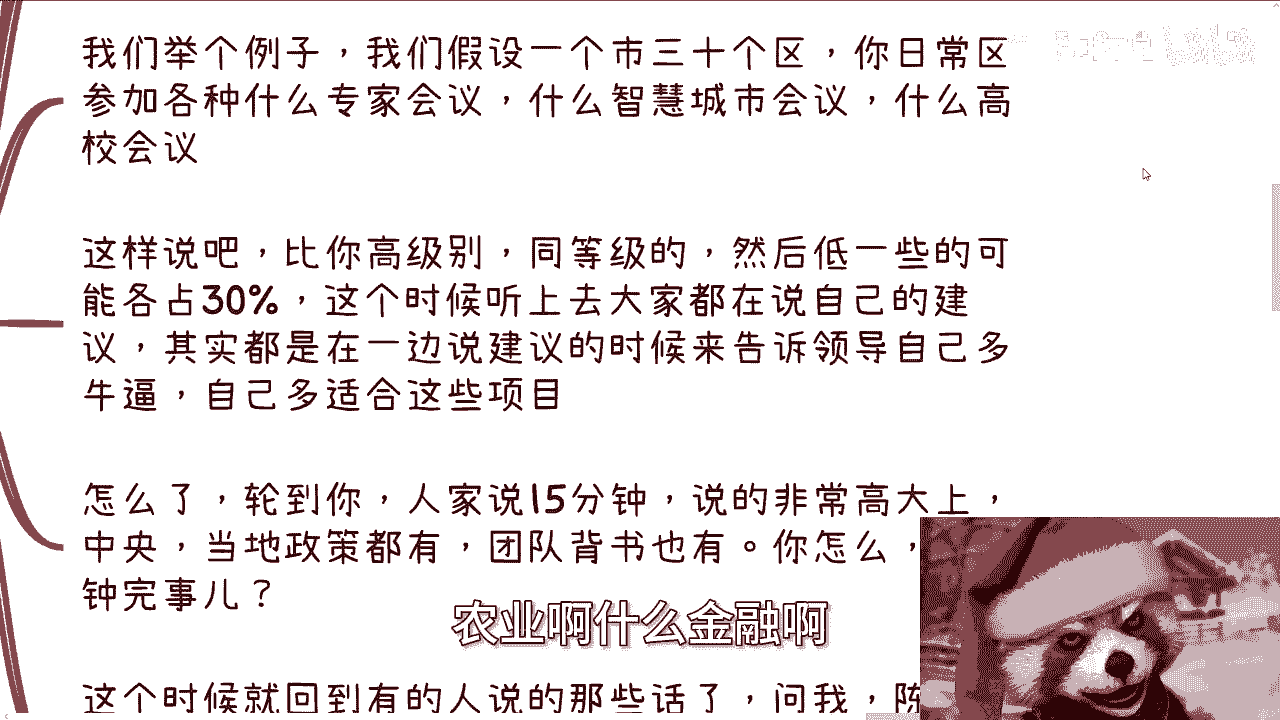 我们举个例子，我们假设一个市三十个区，你日常区
参加各种什么专家会议，什么智慧城市会议，什么高
校会议
这样说吧，比你高级别，同等级的，然后低一些的可
能各占30%，这个时候听上去大家都在说自己的建
议，其实都是在一边说建议的时候来告诉领导自己多
牛逼，自己多适合这些项目
怎么了，轮到你，人家说15分钟，说的非常高大上，
中央，当地政策都有，团队背书也有。你怎么，
钟完事儿？
农业啊什么金融啊
这个时候就回到有的人说的那些话了，问我，陈